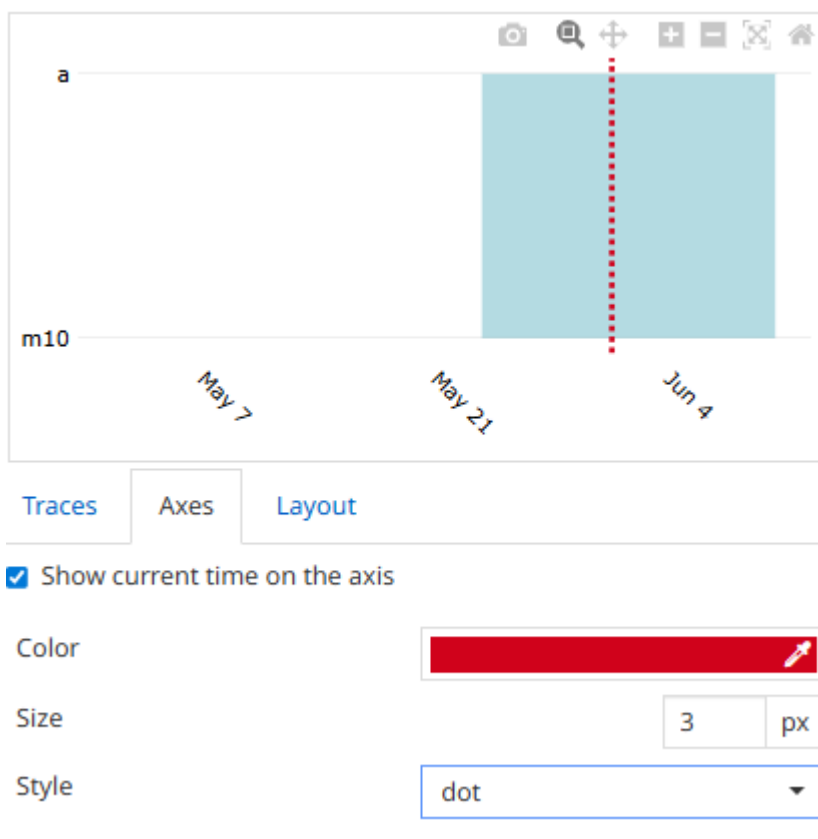 a
m10
May 7
May 21
Jun 4
Traces Axes Layout
Show current time on the axis
Color
Size 3 px
Style dot